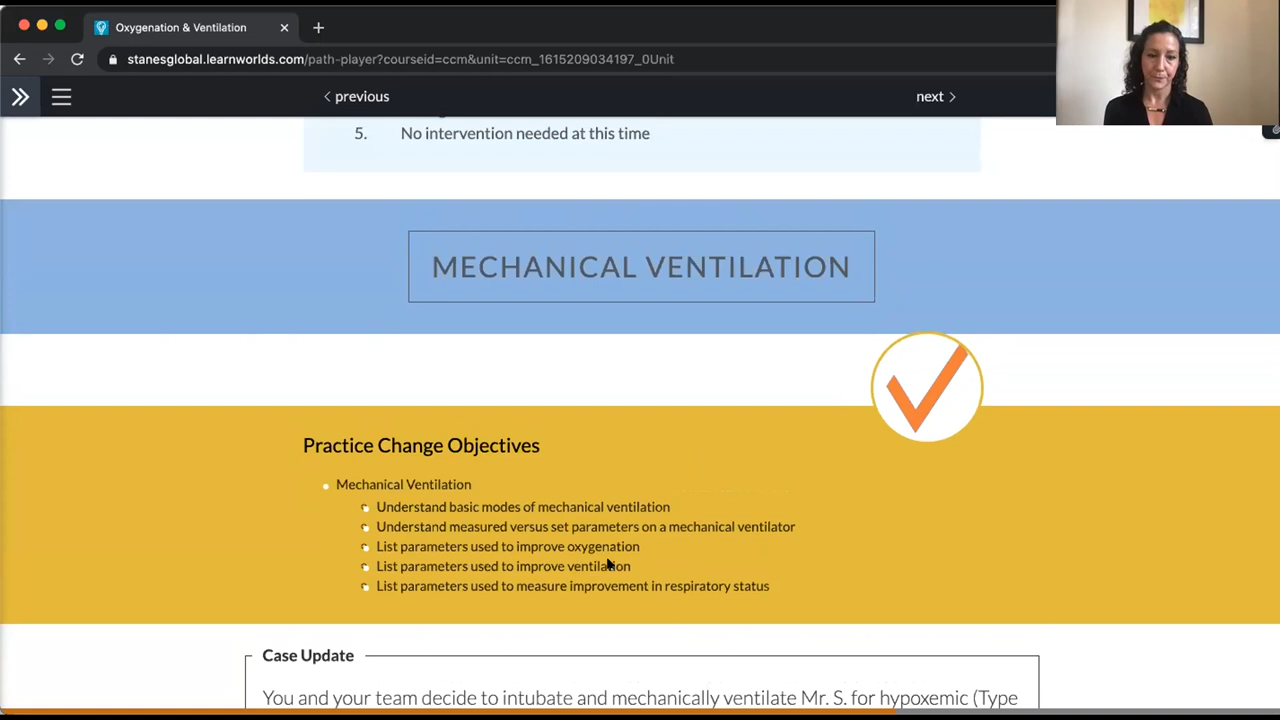 Oxygenation & Ventilation
stanesglobal.learnworlds.com/path-player?courseid=ccm&unit=ccm_1615209034197_0Unit
previous
next
5. No intervention needed at this time
MECHANICAL VENTILATION
Practice Change Objectives
Mechanical Ventilation
Understand basic modes of mechanical ventilation
Understand measured versus set parameters on a mechanical ventilator
List parameters used to improve oxygenation
List parameters used to improve ventilation
List parameters used to measure improvement in respiratory status
Case Update
You and your team decide to intubate and mechanically ventilate Mr. S. for hypoxemic (Type